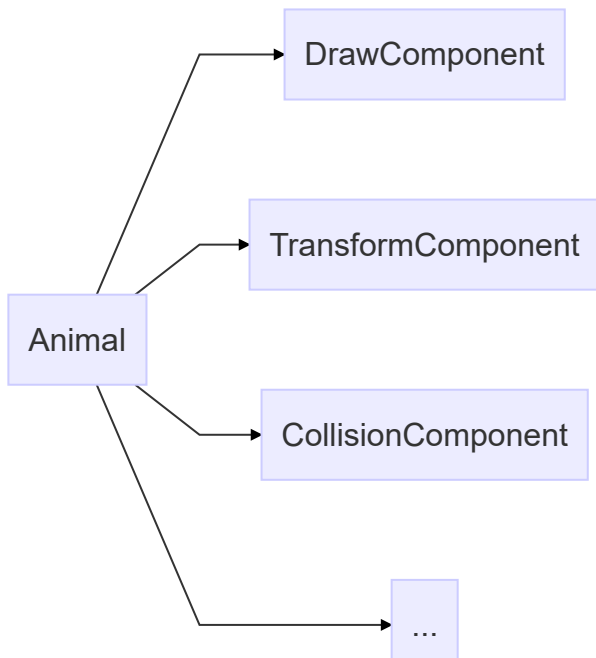 DrawComponent
TransformComponent
Animal
CollisionComponent
...